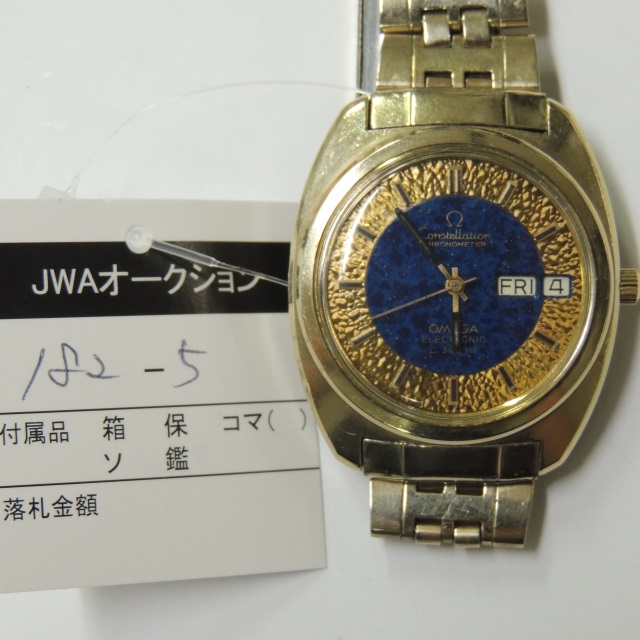 JWAオークション
182-5
付属品 箱 保 コマ( )
ソ 鑑
落札金額
Ω
Constellation
CHRONOMETER
FRI 4
OMEGA
ELECTRONIC